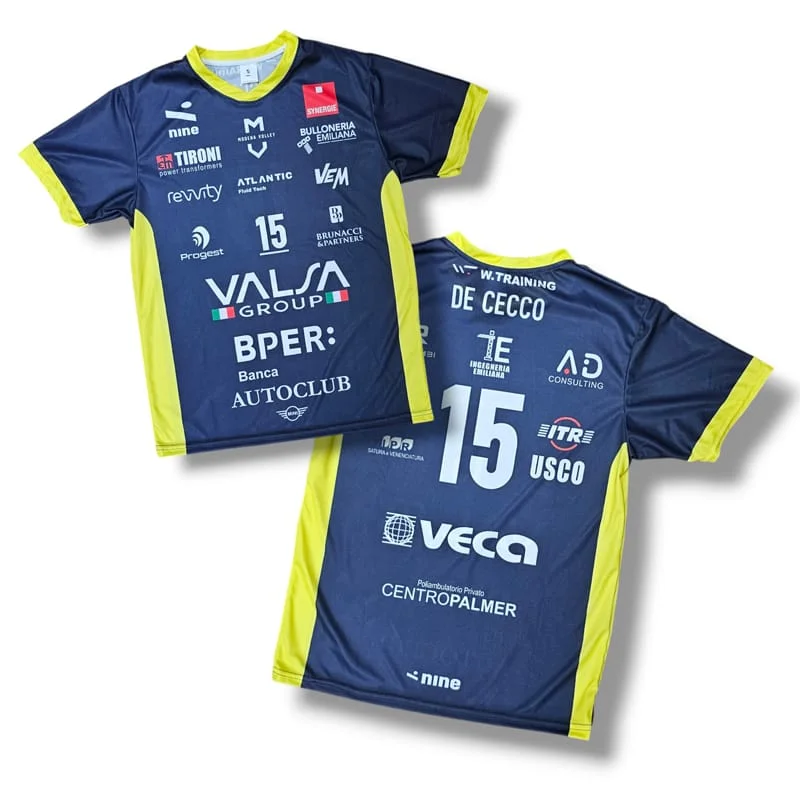 S
SYNERGIE
nine
MODENA VOLLEY
BULLONERIA
EMILIANA
TIRONI
power transformers
revvity
ATLANTIC
Fluid Tech
VEM
Progest
15
BRUNACCI
& PARTNERS
VALSA
GROUP
BPER:
Banca
AUTOCLUB
MINI
W.TRAINING
DE CECCO
IE
INGEGNERIA
EMILIANA
AD
CONSULTING
15
ITR
USCO
SATURA e VERNICIATURA
VECA
Poliambulatorio Privato
CENTROPALMER
nine